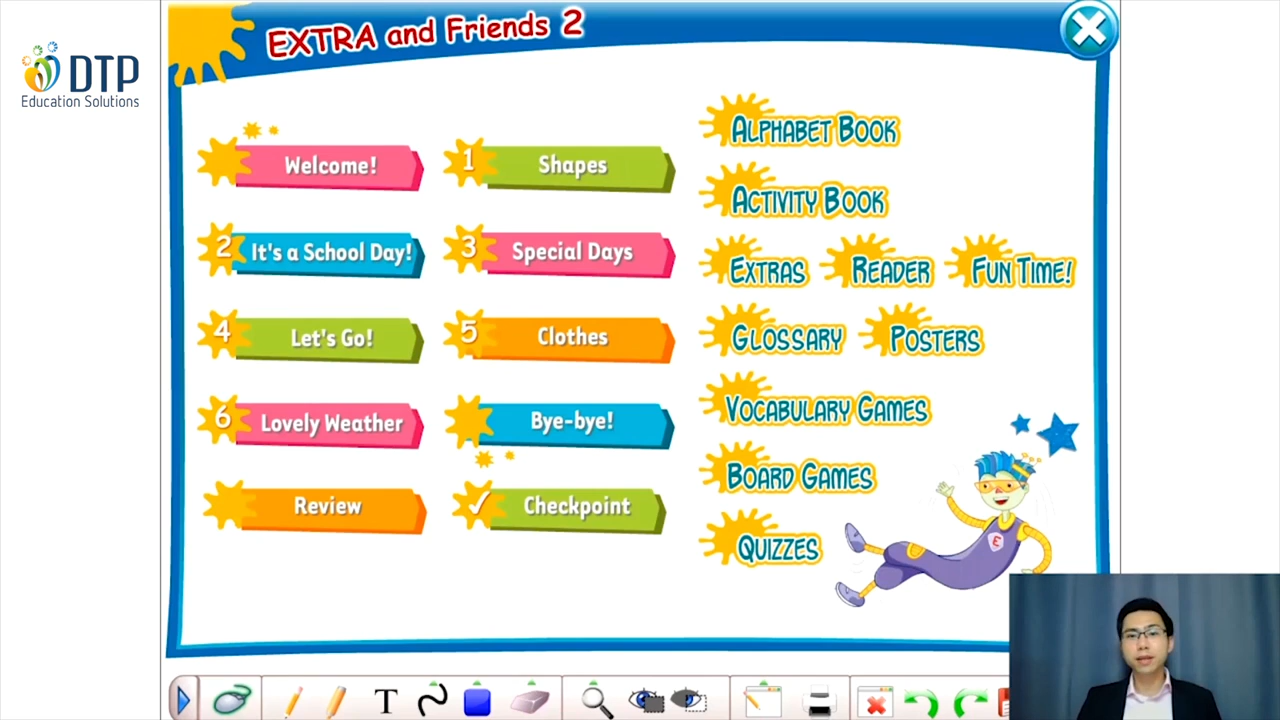 EXTRA and Friends 2
DTP
Education Solutions
Welcome!
1 Shapes
2 It's a School Day!
3 Special Days
4 Let's Go!
5 Clothes
6 Lovely Weather
Bye-bye!
Review
Checkpoint
ALPHABET BOOK
ACTIVITY BOOK
EXTRAS
READER
FUN TIME!
GLOSSARY
POSTERS
VOCABULARY GAMES
BOARD GAMES
QUIZZES
E
T